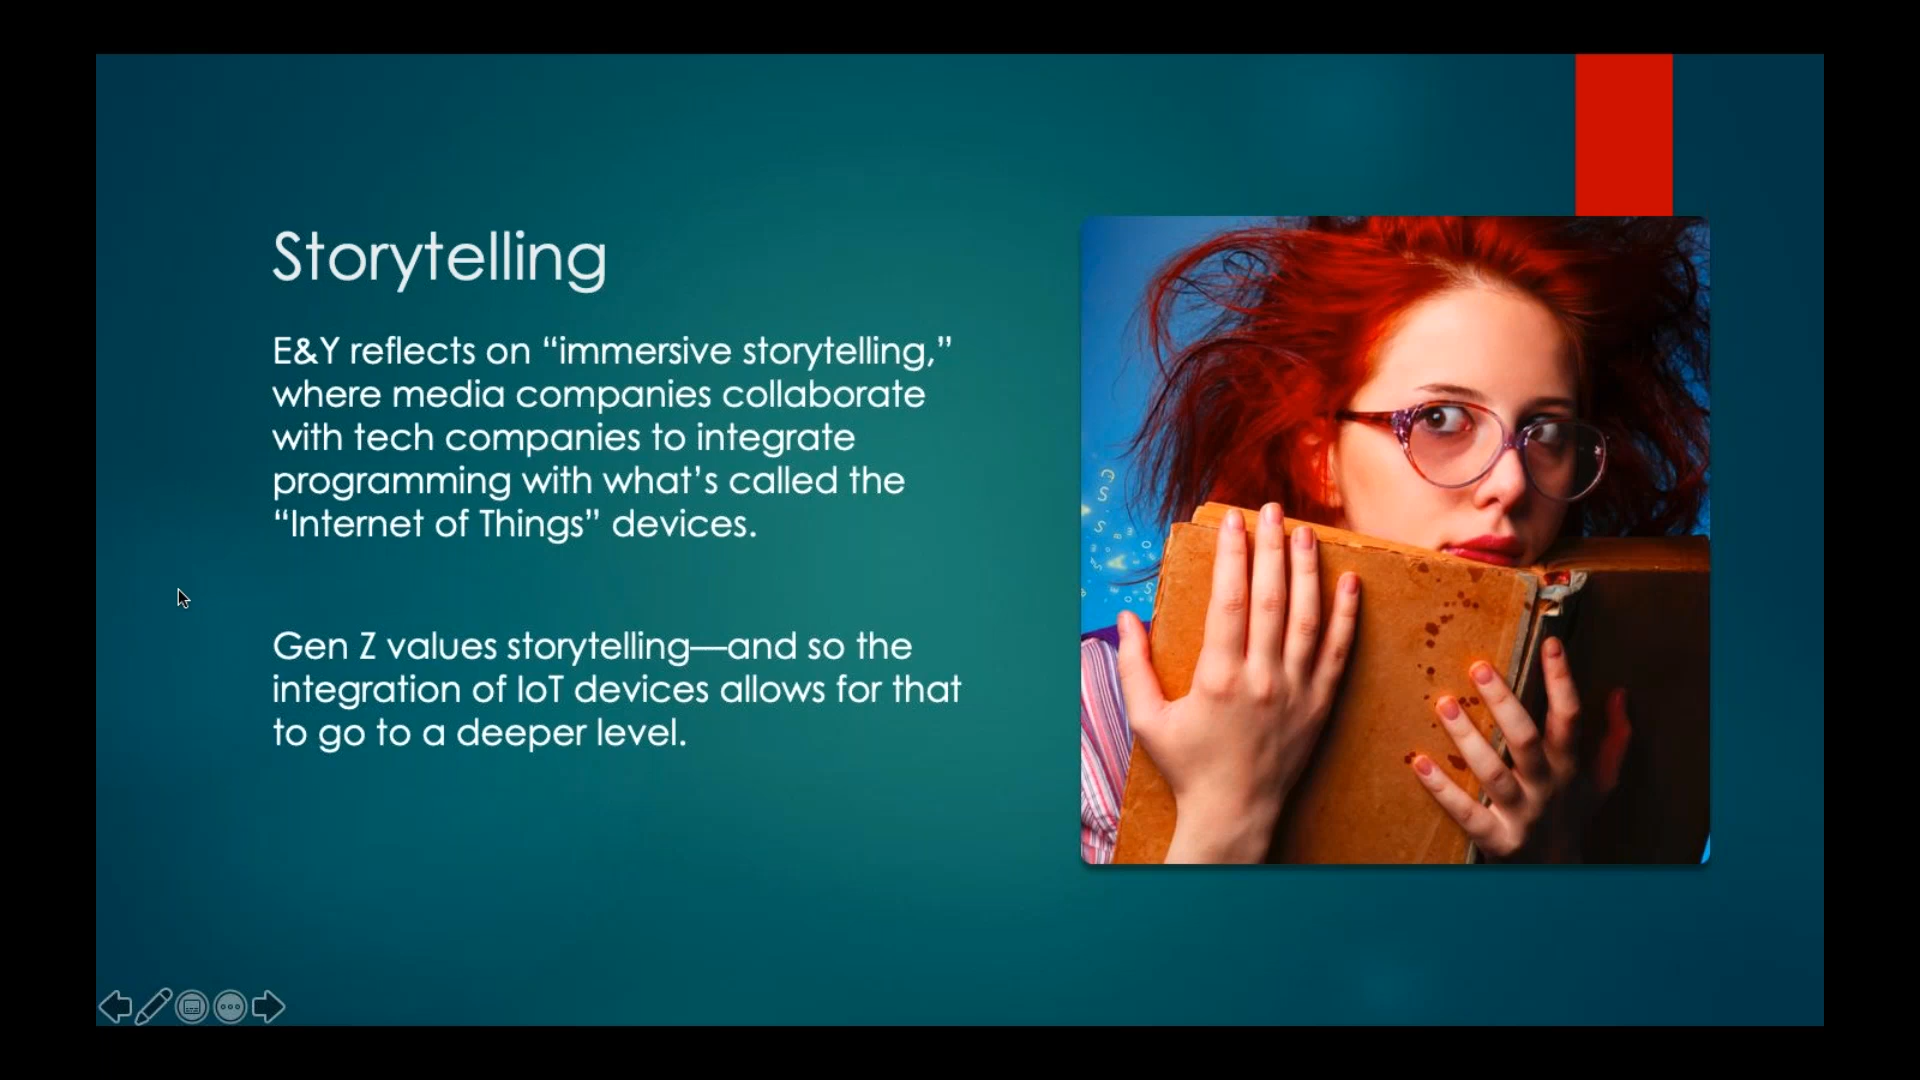 Storytelling
E&Y reflects on “immersive storytelling,”
where media companies collaborate
with tech companies to integrate
programming with what’s called the
“Internet of Things” devices.
Gen Z values storytelling—and so the
integration of IoT devices allows for that
to go to a deeper level.